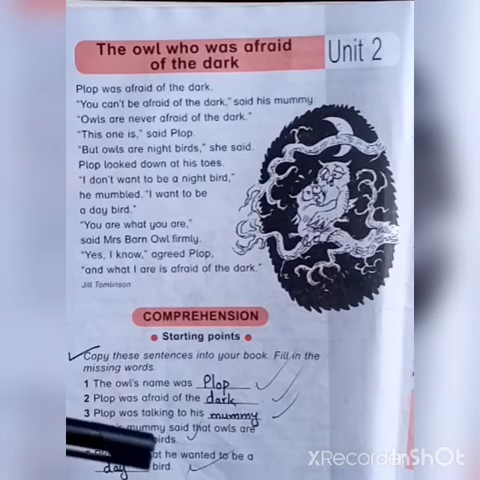 The owl who was afraid
of the dark
Unit 2
Plop was afraid of the dark.
“You can't be afraid of the dark,” said his mummy
“Owls are never afraid of the dark.”
“This one is,” said Plop.
“But owls are night birds,” she said.
Plop looked down at his toes.
“I don't want to be a night bird,”
he mumbled. “I want to be
a day bird.”
“You are what you are,”
said Mrs Barn Owl firmly.
“Yes, I know,” agreed Plop,
“and what I are is afraid of the dark.”
Jill Tomlinson
COMPREHENSION
Starting points
Copy these sentences into your book. Fill in the
missing words.
1 The owl's name was Plop
2 Plop was afraid of the dark
3 Plop was talking to his mummy
mummy said that owls are
birds.
at he wanted to be a
day bird.
XRecorder
InShOt